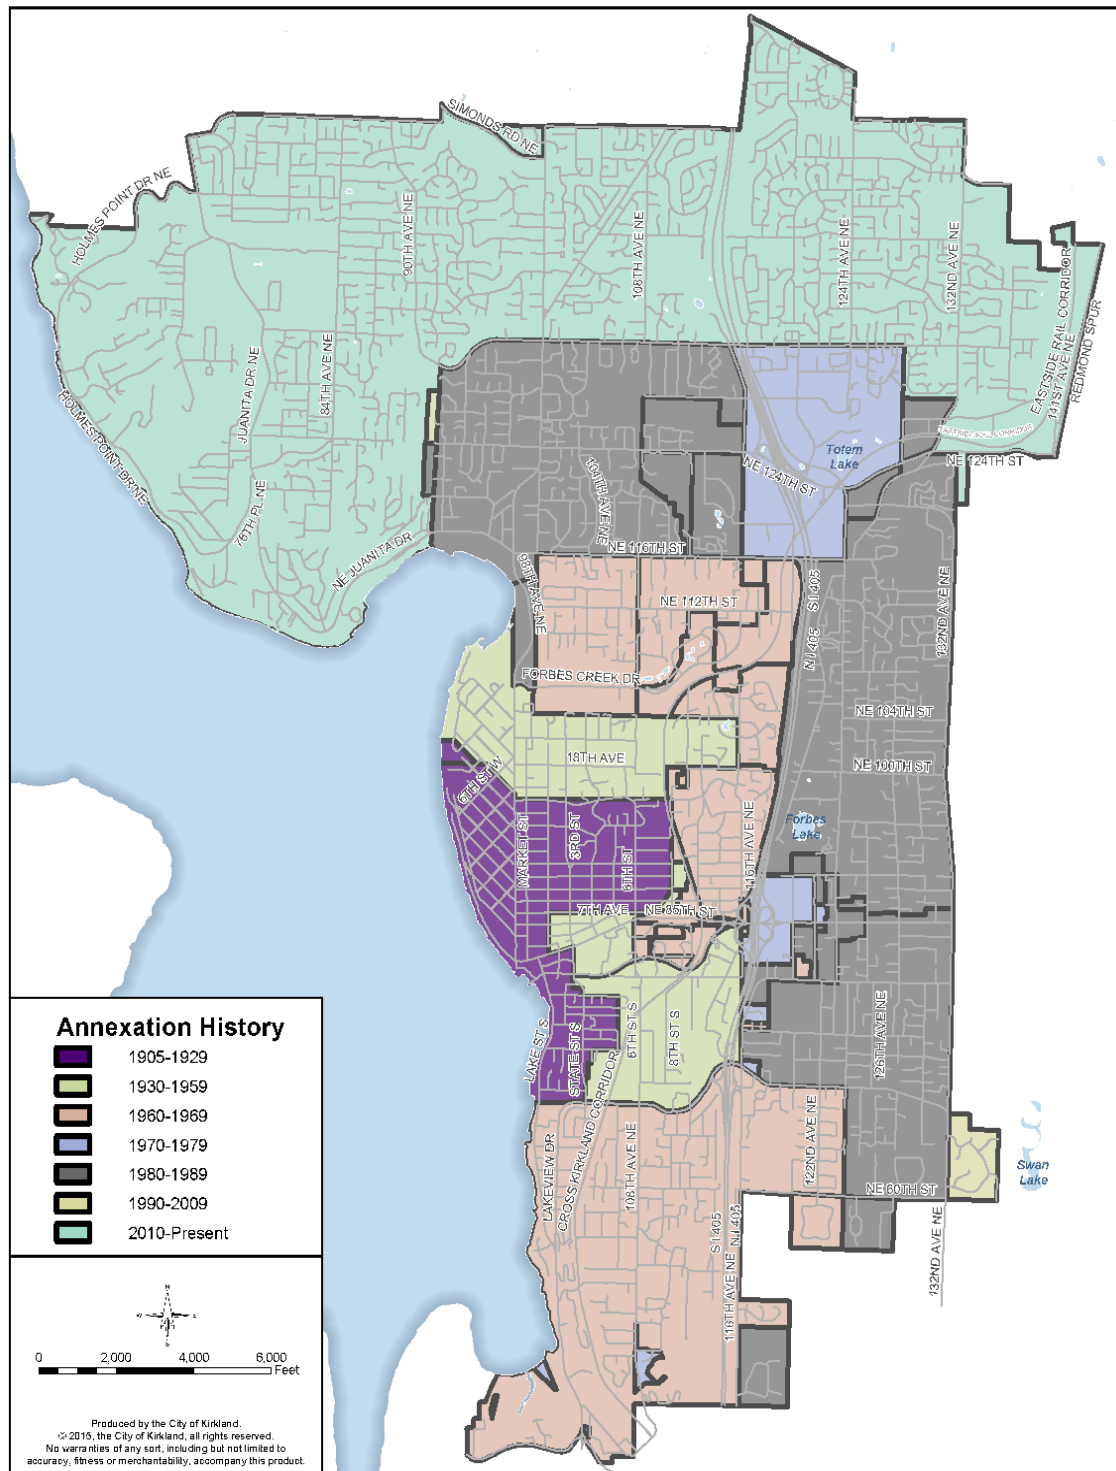 SIMONDS RD NE
HOLMES POINT DR NE
90TH AVE NE
108TH AVE NE
124TH AVE NE
132ND AVE NE
EASTSIDE RAIL CORRIDOR
141ST AVE NE
REDMOND SPUR
JUANITA DR NE
84TH AVE NE
HOLMES POINT DR NE
EASTSIDE RAIL CORRIDOR
Totem
Lake
NE 124TH ST
NE 124TH ST
76TH PL NE
104TH AVE NE
NE JUANITA DR
NE 116TH ST
98TH AVE NE
NE 112TH ST
S I 405
N I 405
132ND AVE NE
FORBES CREEK DR
NE 104TH ST
18TH AVE
6TH ST W
NE 100TH ST
MARKET ST
3RD ST
6TH ST
116TH AVE NE
Forbes
Lake
7TH AVE
NE 85TH ST
LAKE ST S
STATE ST S
6TH ST S
8TH ST S
126TH AVE NE
CROSS KIRKLAND CORRIDOR
LAKEVIEW DR
108TH AVE NE
122ND AVE NE
NE 60TH ST
Swan
Lake
S I 405
N I 405
116TH AVE NE
132ND AVE NE
Annexation History
1905-1929
1930-1959
1960-1969
1970-1979
1980-1989
1990-2009
2010-Present
N
0
2,000
4,000
6,000
Feet
Produced by the City of Kirkland.
© 2015, the City of Kirkland, all rights reserved.
No warranties of any sort, including but not limited to
accuracy, fitness or merchantability, accompany this product.